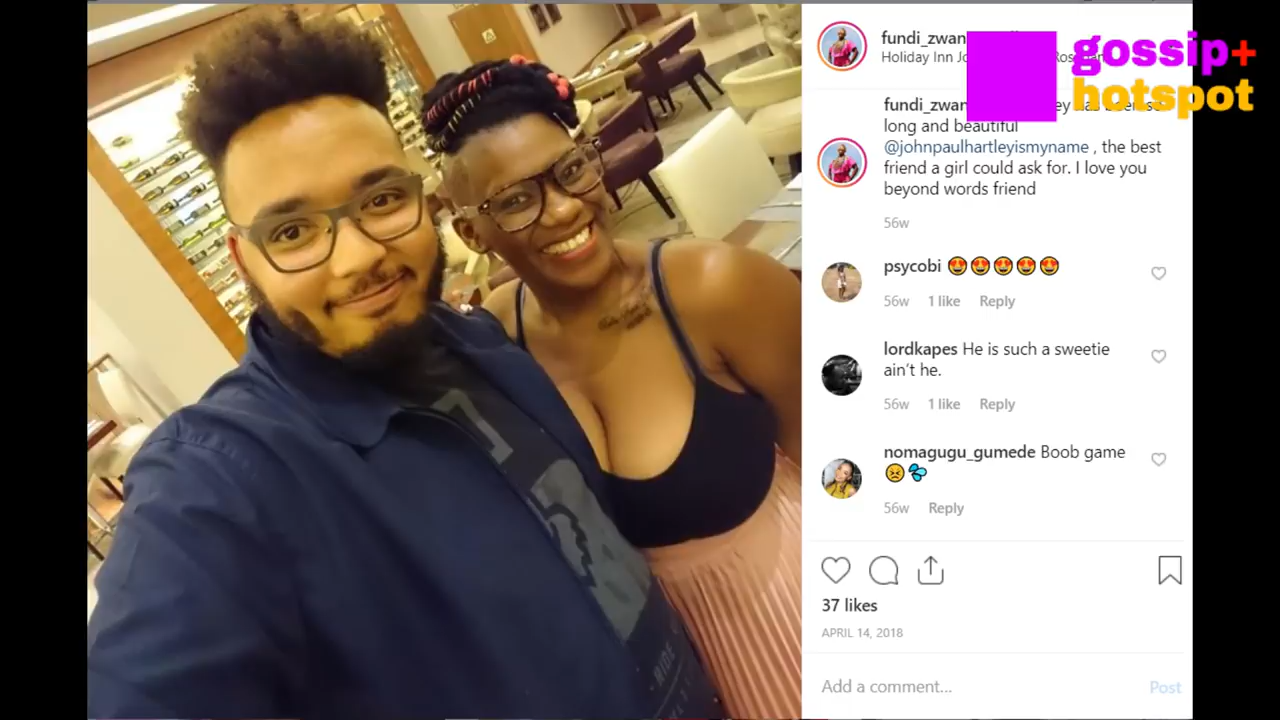 fundi_zwan
Holiday Inn Jo
gossip+
hotspot
fundi_zwan
long and beautiful
@johnpaulhartleyismyname , the best
friend a girl could ask for. I love you
beyond words friend
56w
psycobi 😍😍😍😍😍
56w 1 like Reply
lordkapes He is such a sweetie
ain't he.
56w 1 like Reply
nomagugu_gumede Boob game
😣💦
56w Reply
37 likes
APRIL 14, 2018
Add a comment... Post
RIDE